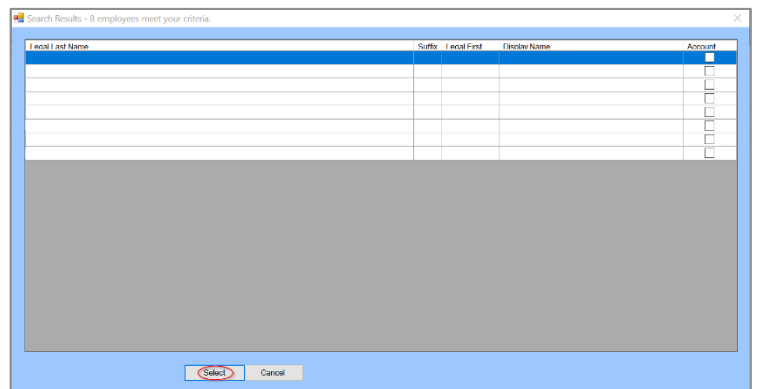 Search Results - 8 employees meet your criteria.
Legal Last Name Suffix Legal First Display Name Account
Select Cancel